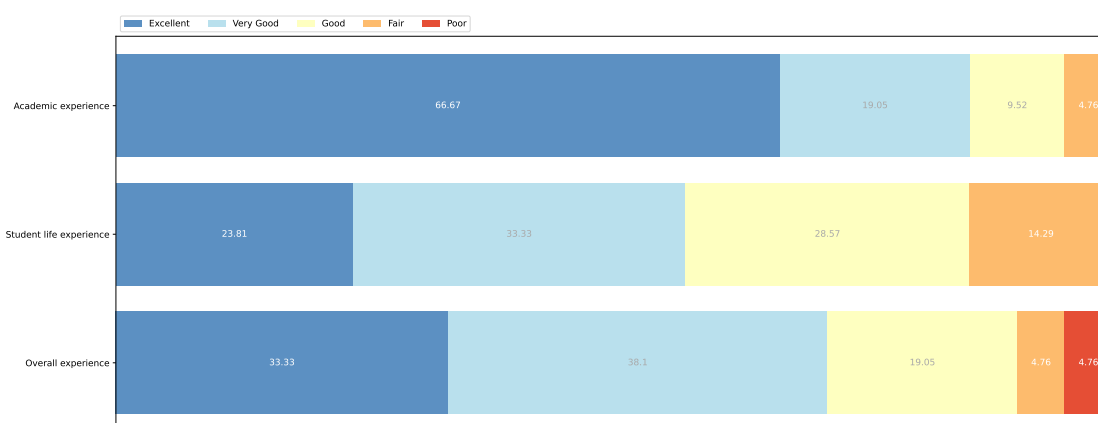 Excellent Very Good Good Fair Poor
Academic experience 66.67 19.05 9.52 4.76
Student life experience 23.81 33.33 28.57 14.29
Overall experience 33.33 38.1 19.05 4.76 4.76